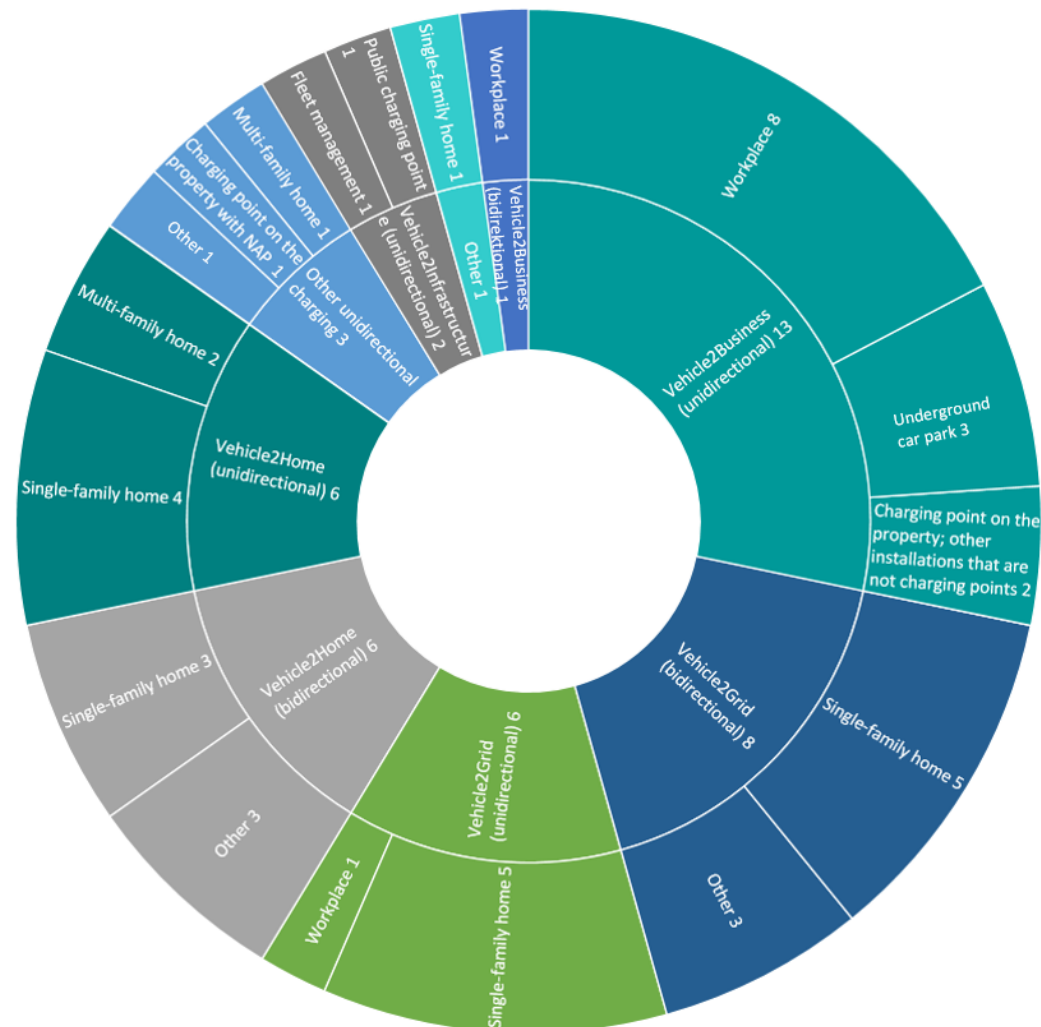 Workplace 8
Vehicle2Business
(unidirectional) 13
Underground
car park 3
Charging point on the
property; other
installations that are
not charging points 2
Vehicle2Grid
(bidirectional) 8
Single-family home 5
Other 3
Vehicle2Grid
(unidirectional) 6
Single-family home 5
Workplace 1
Vehicle2Home
(bidirectional) 6
Other 3
Single-family home 3
Vehicle2Home
(unidirectional) 6
Single-family home 4
Multi-family home 2
Other unidirectional
charging 3
Other 1
Charging point on the
property with NAP 1
Multi-family home 1
Vehicle2Infrastructur
e (unidirectional) 2
Fleet management 1
Public charging point
1
Other 1
Single-family home 1
Vehicle2Business
(bidirektional) 1
Workplace 1